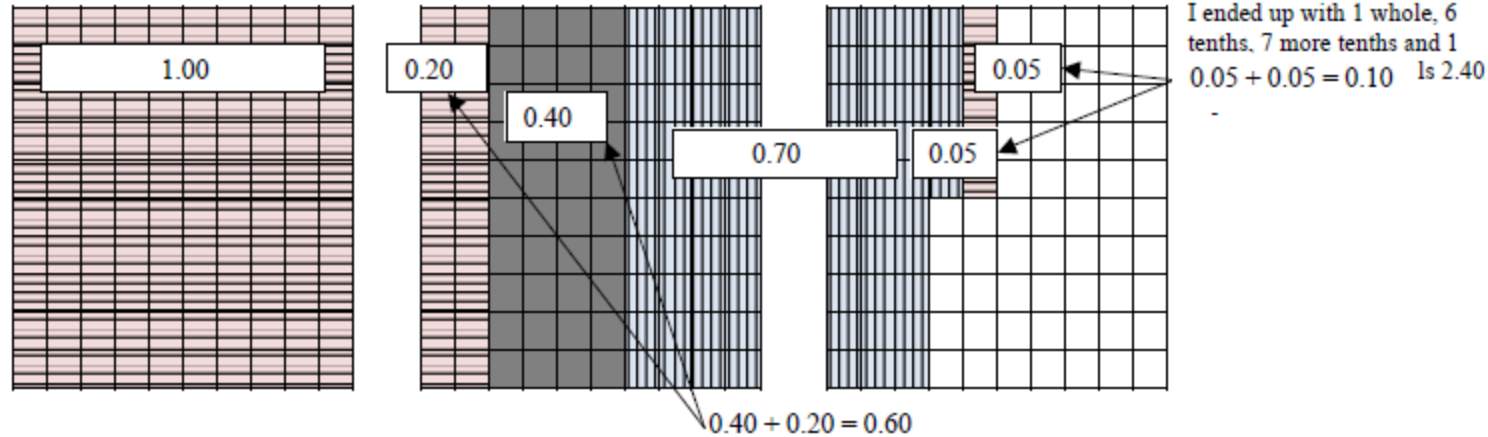 I ended up with 1 whole, 6
tenths, 7 more tenths and 1
0.05 + 0.05 = 0.10 ls 2.40
-
1.00
0.20
0.40
0.70
0.05
0.05
0.40 + 0.20 = 0.60